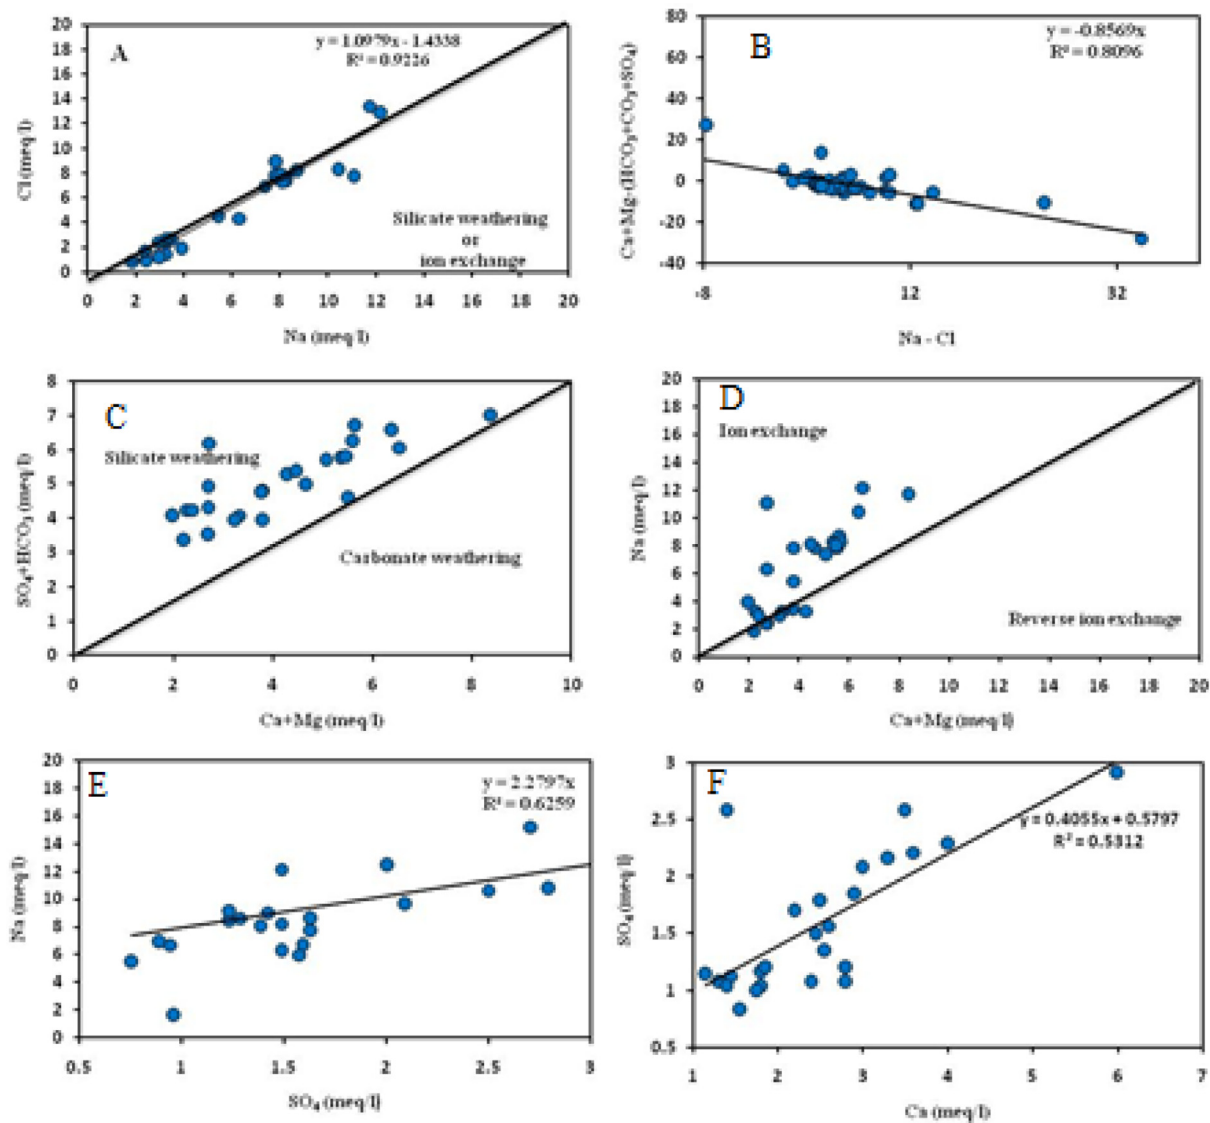 A
y = 1.0979x - 1.4338
R² = 0.9226
Cl (meq/l)
20
18
16
14
12
10
8
6
4
2
0
Silicate weathering
or
ion exchange
0 2 4 6 8 10 12 14 16 18 20
Na (meq/l)
B
y = -0.8569x
R² = 0.8096
Ca+Mg-(HCO3+CO3+SO4)
80
60
40
20
0
-20
-40
-8 12 32
Na - Cl
C
SO4+HCO3 (meq/l)
8
7
6
5
4
3
2
1
0
Silicate weathering
Carbonate weathering
0 2 4 6 8 10
Ca+Mg (meq/l)
D
Ion exchange
Na (meq/l)
20
18
16
14
12
10
8
6
4
2
0
Reverse ion exchange
0 2 4 6 8 10 12 14 16 18 20
Ca+Mg (meq/l)
E
y = 2.2797x
R² = 0.6259
Na (meq/l)
20
18
16
14
12
10
8
6
4
2
0
0.5 1 1.5 2 2.5 3
SO4 (meq/l)
F
y = 0.4055x + 0.5797
R² = 0.5312
SO4 (meq/l)
3
2.5
2
1.5
1
0.5
1 2 3 4 5 6 7
Ca (meq/l)